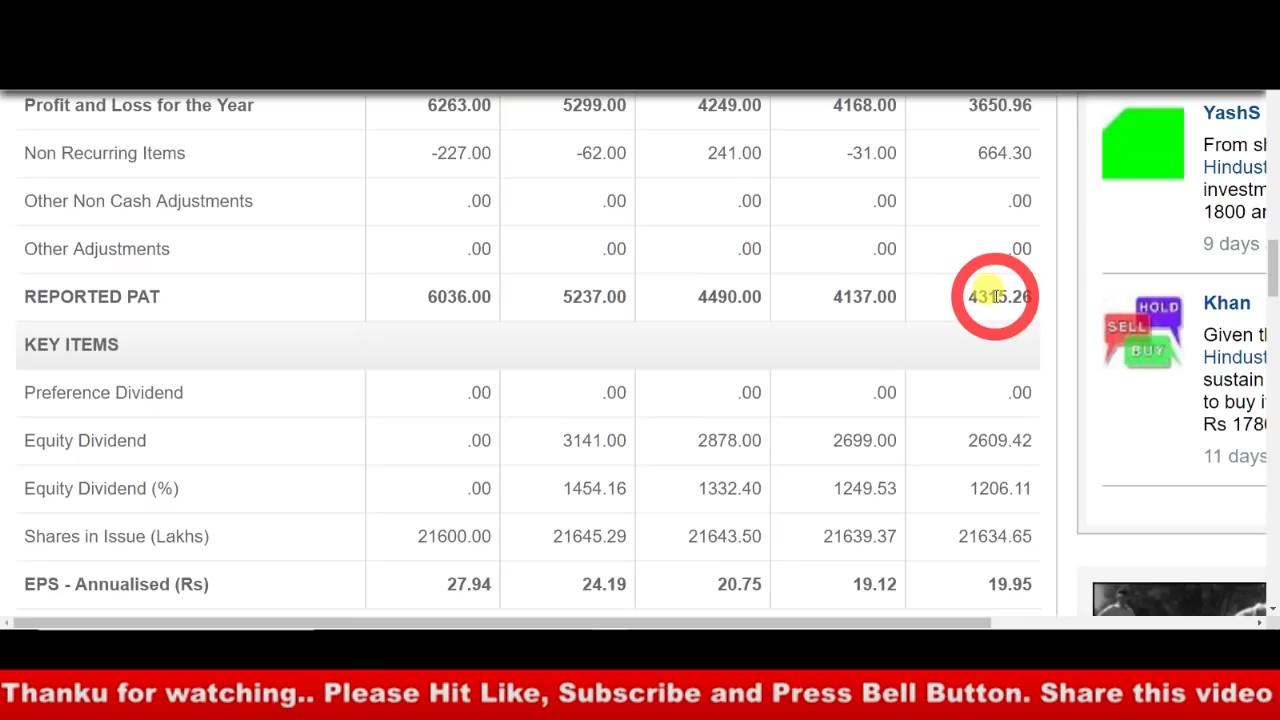 Profit and Loss for the Year 6263.00 5299.00 4249.00 4168.00 3650.96
Non Recurring Items -227.00 -62.00 241.00 -31.00 664.30
Other Non Cash Adjustments .00 .00 .00 .00 .00
Other Adjustments .00 .00 .00 .00 .00
REPORTED PAT 6036.00 5237.00 4490.00 4137.00 4315.26
KEY ITEMS
Preference Dividend .00 .00 .00 .00 .00
Equity Dividend .00 3141.00 2878.00 2699.00 2609.42
Equity Dividend (%) .00 1454.16 1332.40 1249.53 1206.11
Shares in Issue (Lakhs) 21600.00 21645.29 21643.50 21639.37 21634.65
EPS - Annualised (Rs) 27.94 24.19 20.75 19.12 19.95
YashS
From sh
Hindust
investm
1800 an
9 days
HOLD
SELL
BUY
Khan
Given th
Hindust
sustain
to buy i
Rs 1780
11 days
Thanku for watching.. Please Hit Like, Subscribe and Press Bell Button. Share this video